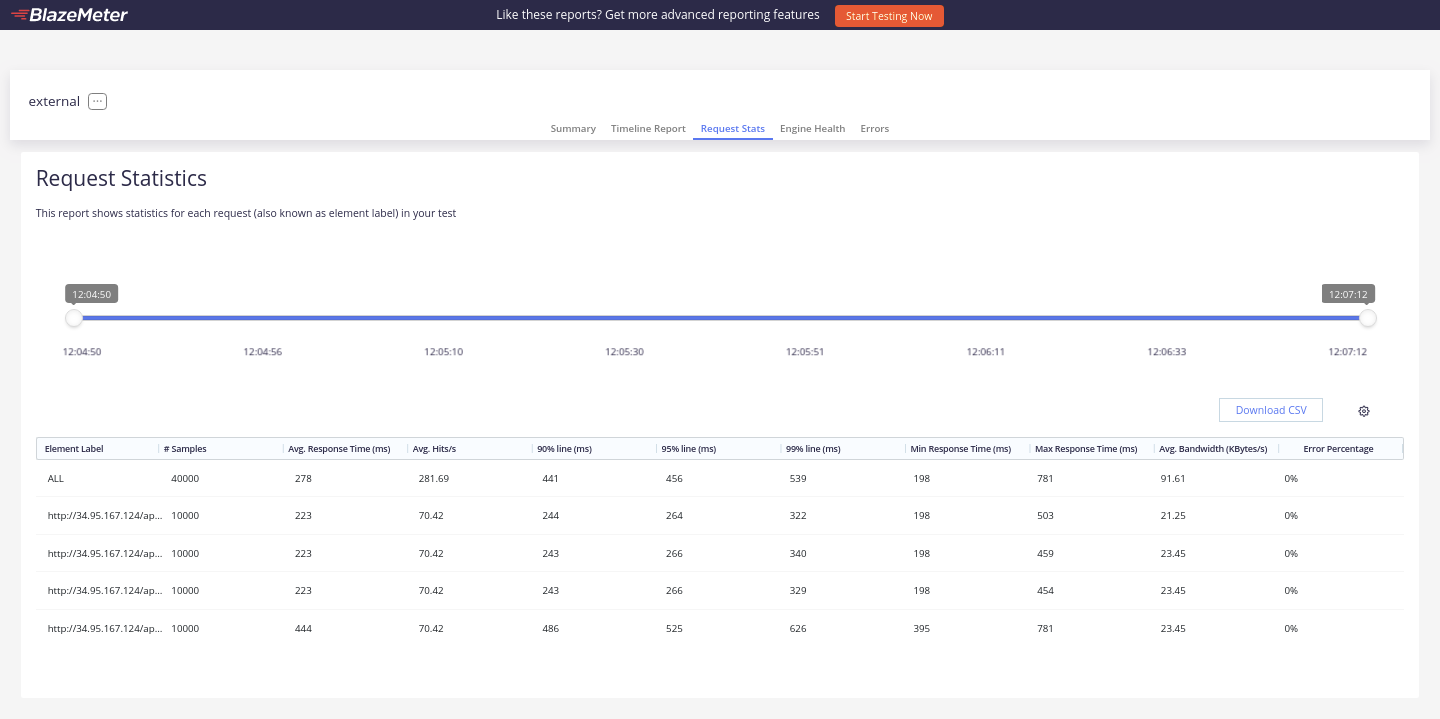 BlazeMeter Like these reports? Get more advanced reporting features Start Testing Now
external ...
Summary Timeline Report Request Stats Engine Health Errors
Request Statistics
This report shows statistics for each request (also known as element label) in your test
12:04:50 12:07:12
12:04:50 12:04:56 12:05:10 12:05:30 12:05:51 12:06:11 12:06:33 12:07:12
Download CSV
Element Label # Samples Avg. Response Time (ms) Avg. Hits/s 90% line (ms) 95% line (ms) 99% line (ms) Min Response Time (ms) Max Response Time (ms) Avg. Bandwidth (KBytes/s) Error Percentage
ALL 40000 278 281.69 441 456 539 198 781 91.61 0%
http://34.95.167.124/ap... 10000 223 70.42 244 264 322 198 503 21.25 0%
http://34.95.167.124/ap... 10000 223 70.42 243 266 340 198 459 23.45 0%
http://34.95.167.124/ap... 10000 223 70.42 243 266 329 198 454 23.45 0%
http://34.95.167.124/ap... 10000 444 70.42 486 525 626 395 781 23.45 0%